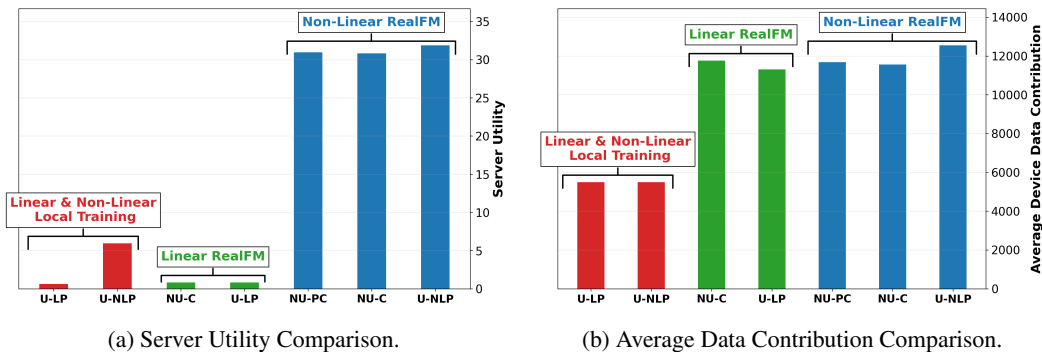 Non-Linear RealFM
Linear & Non-Linear
Local Training
Linear RealFM
35
30
25
20
15
10
5
0
Server Utility
U-LP
U-NLP
NU-C
U-LP
NU-PC
NU-C
U-NLP
(a) Server Utility Comparison.
Non-Linear RealFM
Linear RealFM
Linear & Non-Linear
Local Training
14000
12000
10000
8000
6000
4000
2000
0
Average Device Data Contribution
U-LP
U-NLP
NU-C
U-LP
NU-PC
NU-C
U-NLP
(b) Average Data Contribution Comparison.